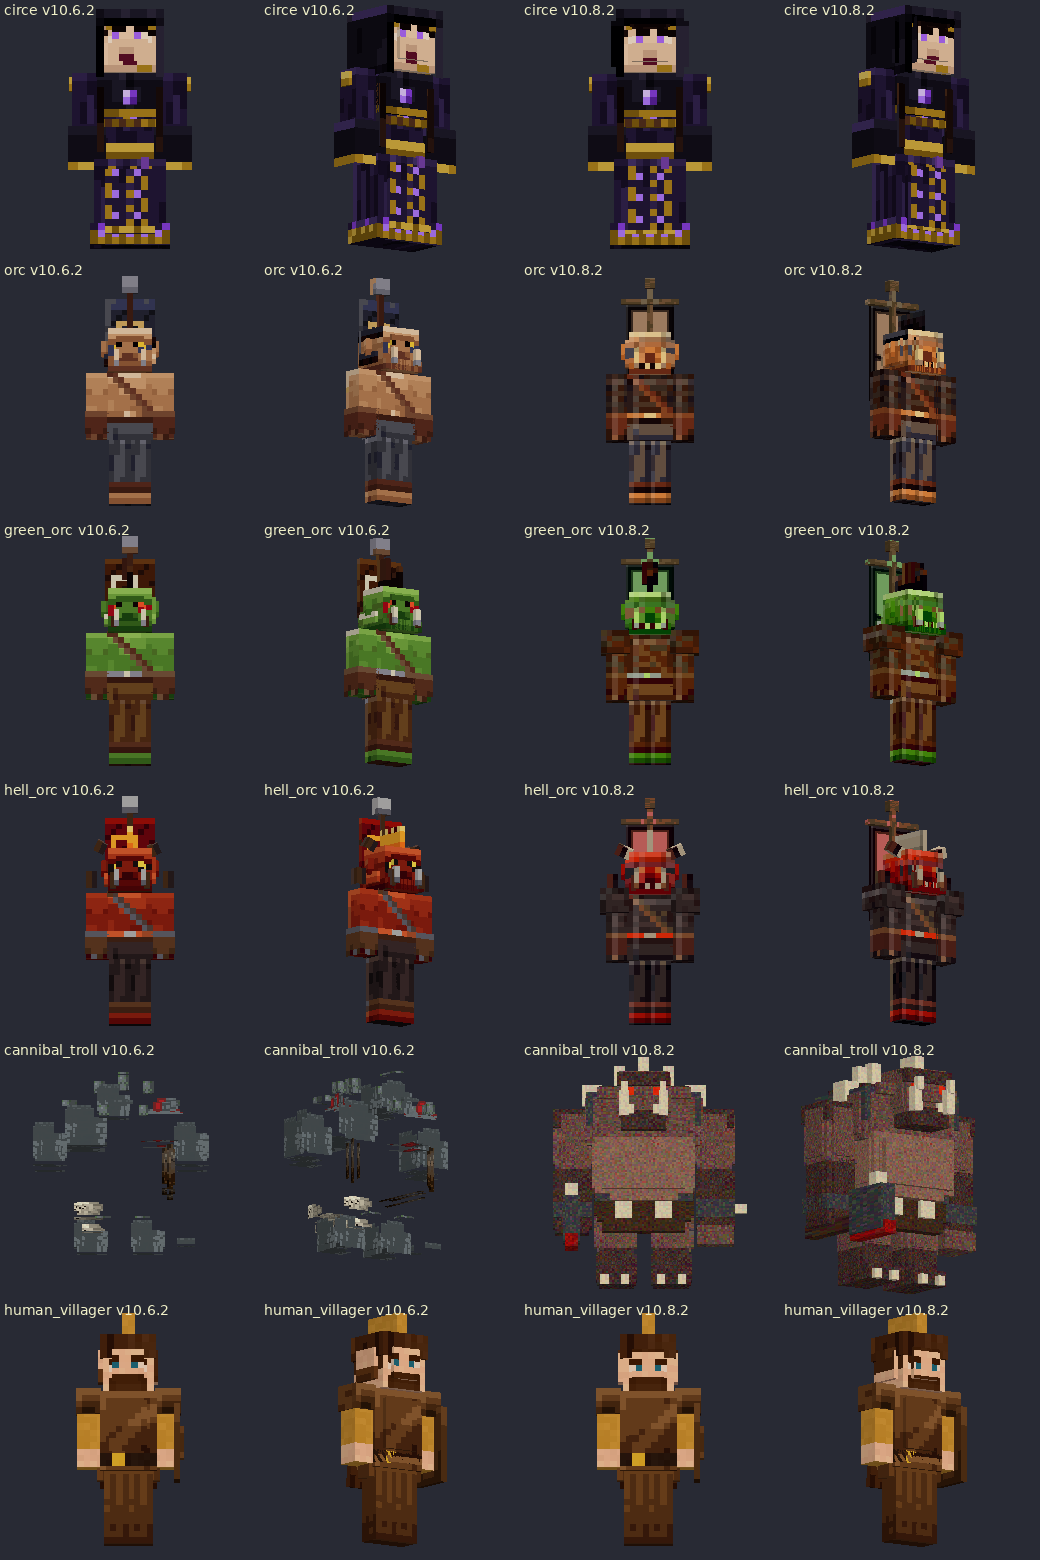 circe v10.6.2
circe v10.6.2
circe v10.8.2
circe v10.8.2
orc v10.6.2
orc v10.6.2
orc v10.8.2
orc v10.8.2
green_orc v10.6.2
green_orc v10.6.2
green_orc v10.8.2
green_orc v10.8.2
hell_orc v10.6.2
hell_orc v10.6.2
hell_orc v10.8.2
hell_orc v10.8.2
cannibal_troll v10.6.2
cannibal_troll v10.6.2
cannibal_troll v10.8.2
cannibal_troll v10.8.2
human_villager v10.6.2
human_villager v10.6.2
human_villager v10.8.2
human_villager v10.8.2